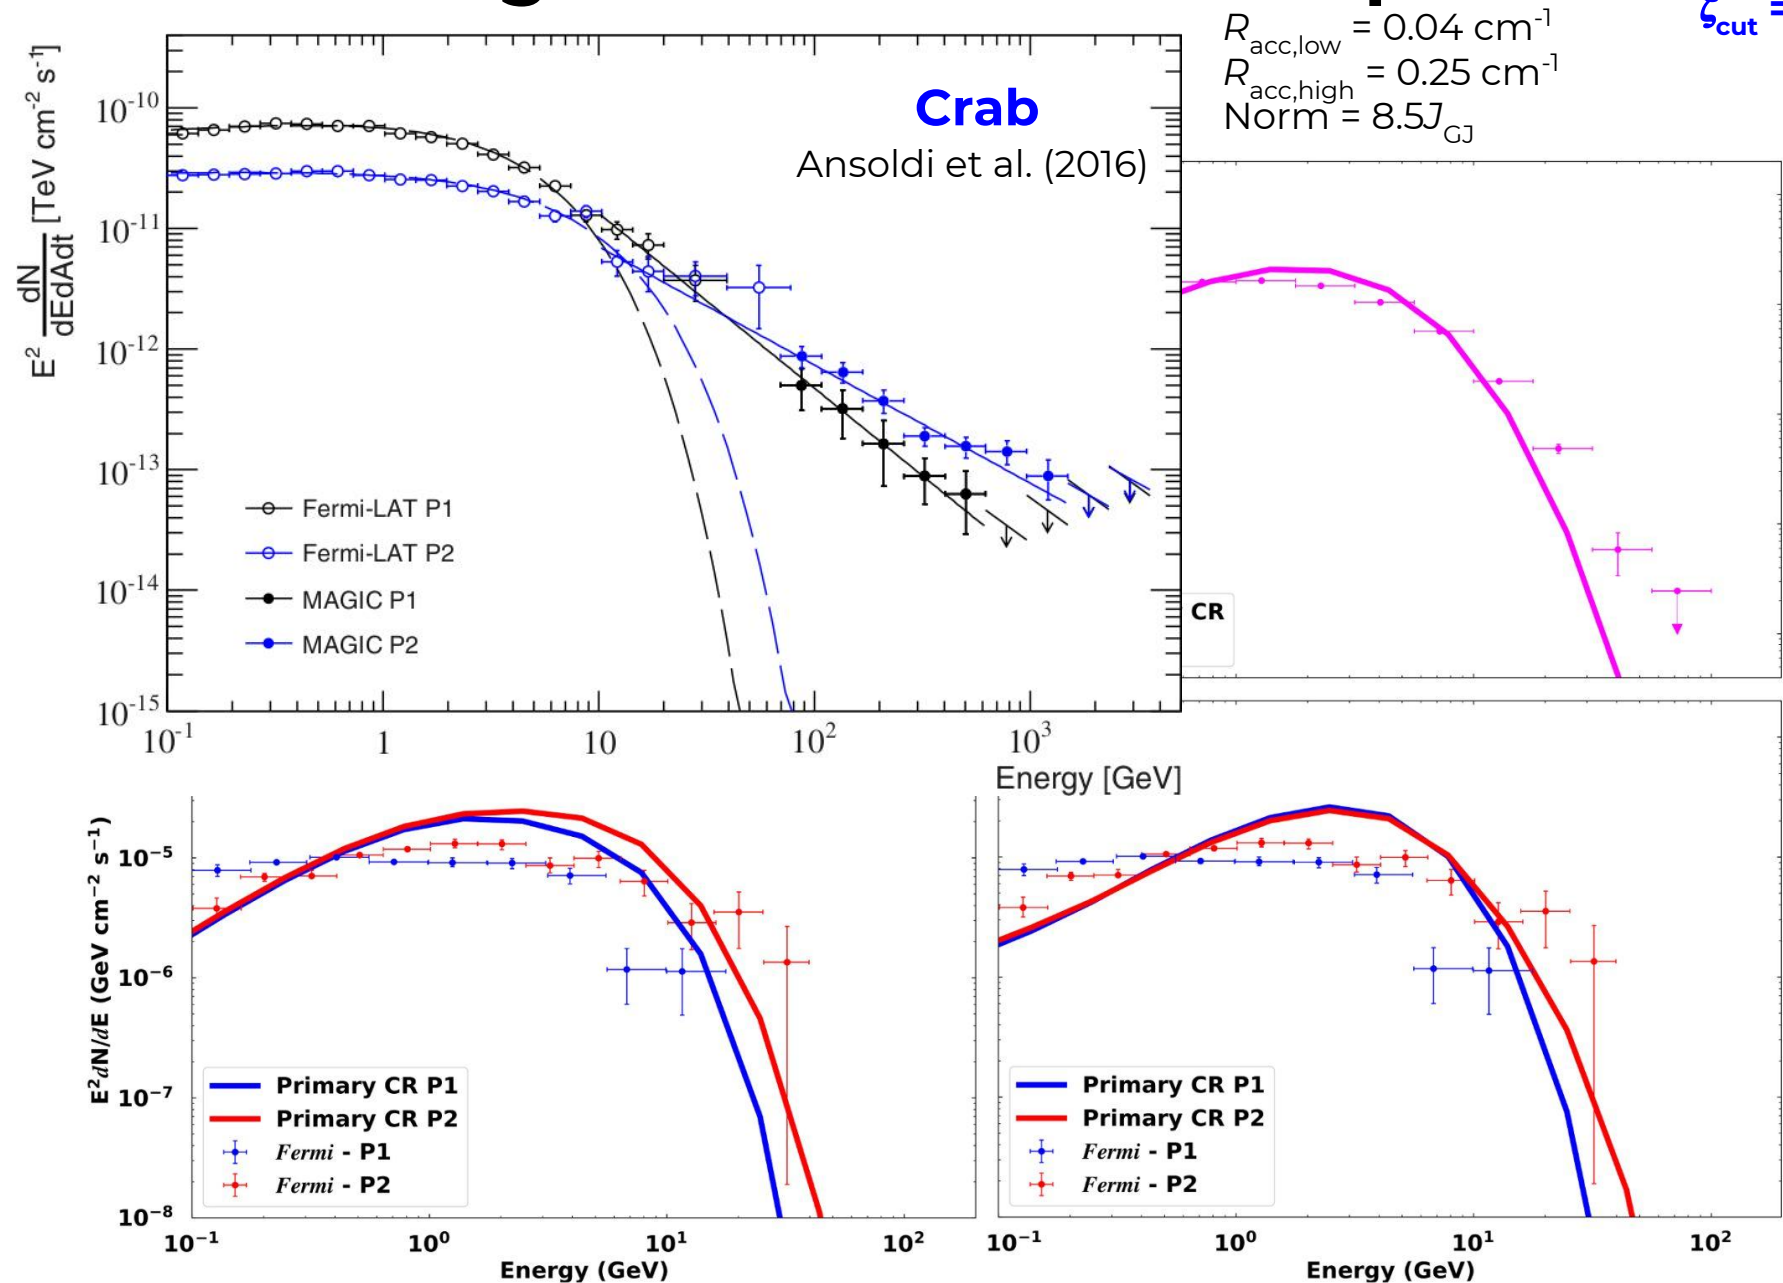 R_acc,low = 0.04 cm^-1
R_acc,high = 0.25 cm^-1
Norm = 8.5J_GJ
ζ_cut =
Crab
Ansoldi et al. (2016)
E^2 dN/dEdAdt [TeV cm^-2 s^-1]
10^-10
10^-11
10^-12
10^-13
10^-14
10^-15
Fermi-LAT P1
Fermi-LAT P2
MAGIC P1
MAGIC P2
10^-1 1 10 10^2 10^3
Energy [GeV]
CR
E^2dN/dE (GeV cm^-2 s^-1)
10^-5
10^-6
10^-7
10^-8
Primary CR P1
Primary CR P2
Fermi - P1
Fermi - P2
10^-1 10^0 10^1 10^2
Energy (GeV)
Primary CR P1
Primary CR P2
Fermi - P1
Fermi - P2
10^-1 10^0 10^1 10^2
Energy (GeV)